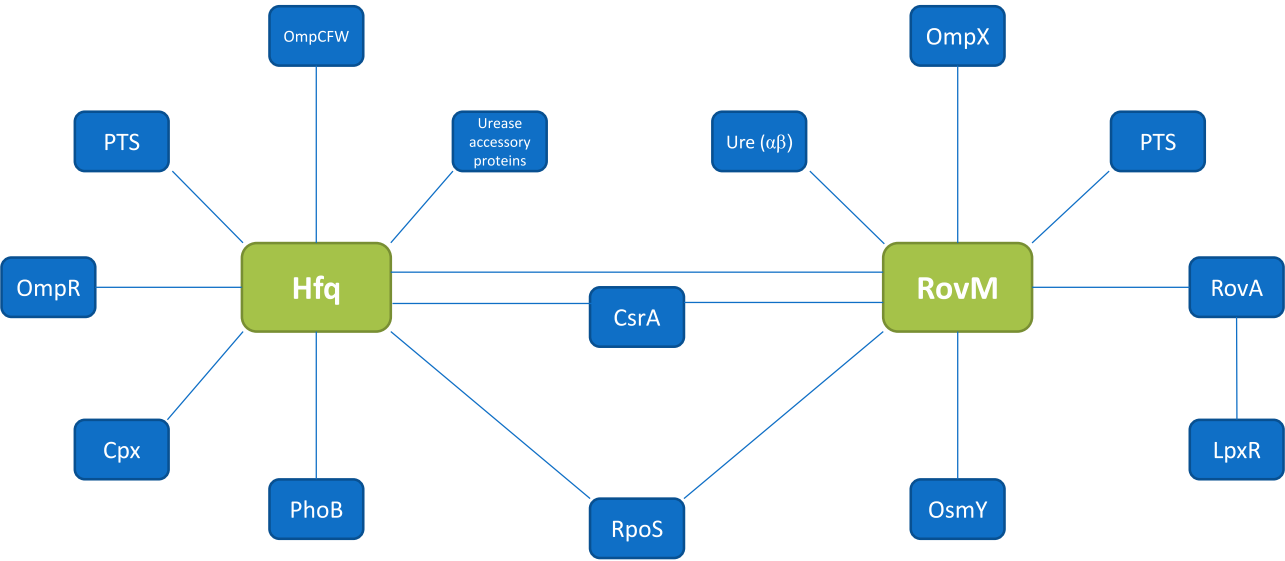 OmpCFW
OmpX
PTS
Urease
accessory
proteins
Ure (αβ)
PTS
OmpR
Hfq
CsrA
RovM
RovA
Cpx
PhoB
RpoS
OsmY
LpxR